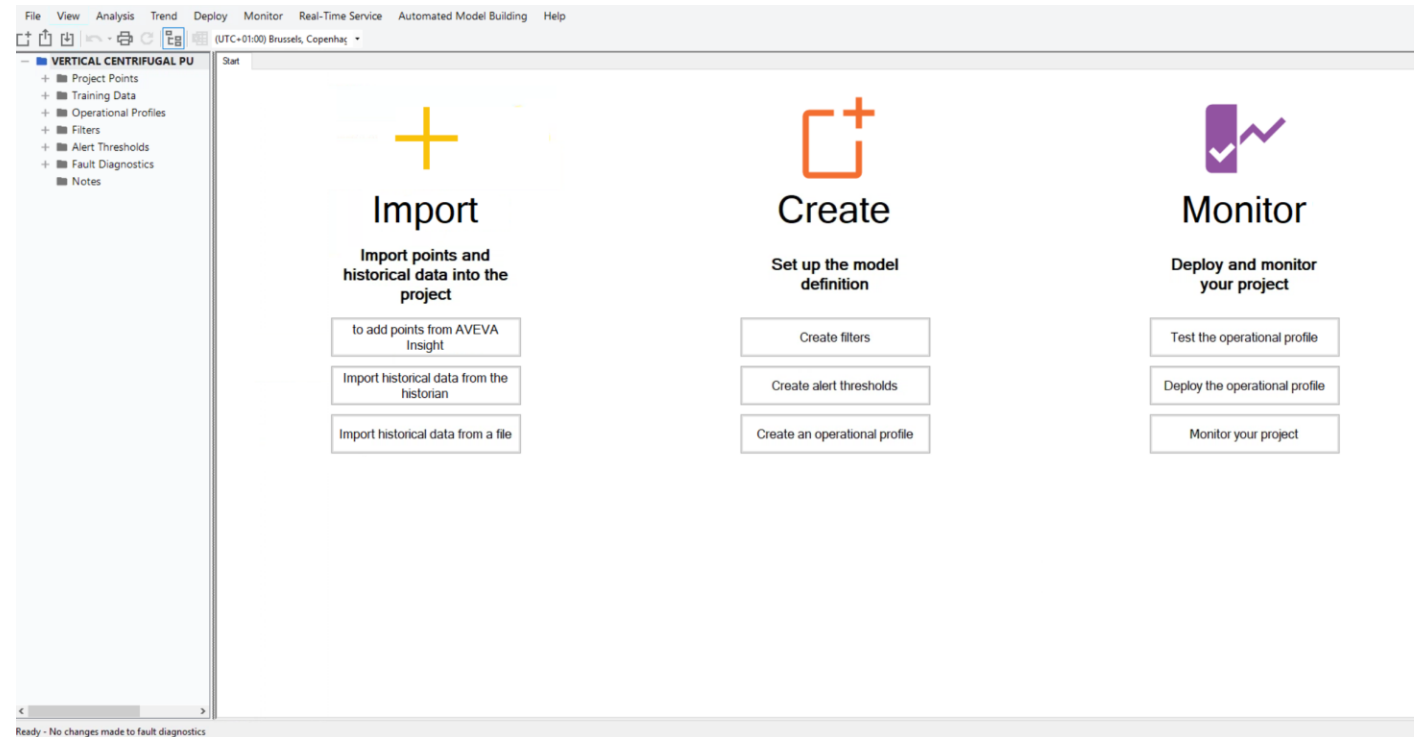 File View Analysis Trend Deploy Monitor Real-Time Service Automated Model Building Help
(UTC+01:00) Brussels, Copenhag
VERTICAL CENTRIFUGAL PU
Project Points
Training Data
Operational Profiles
Filters
Alert Thresholds
Fault Diagnostics
Notes
Start
Import
Import points and
historical data into the
project
to add points from AVEVA
Insight
Import historical data from the
historian
Import historical data from a file
Create
Set up the model
definition
Create filters
Create alert thresholds
Create an operational profile
Monitor
Deploy and monitor
your project
Test the operational profile
Deploy the operational profile
Monitor your project
Ready - No changes made to fault diagnostics